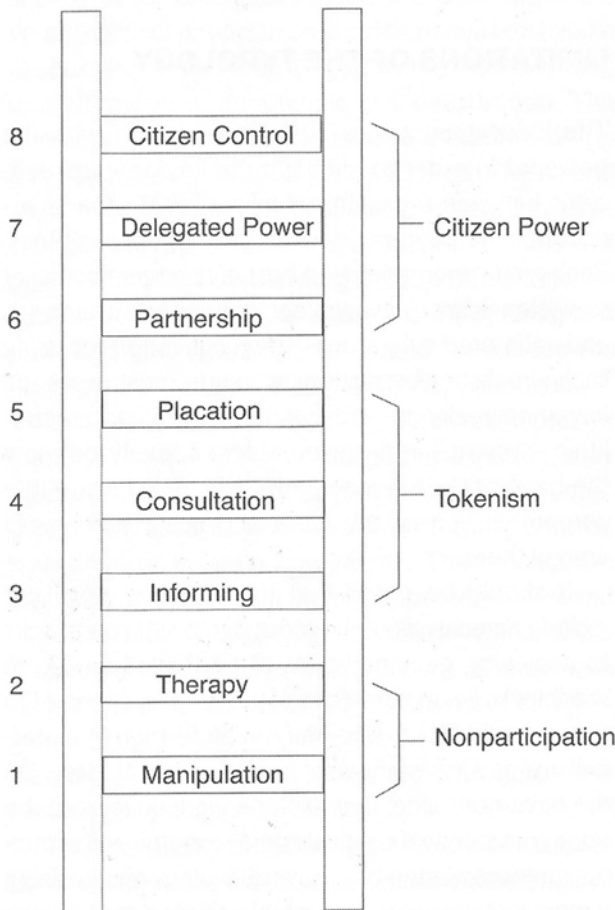 8 Citizen Control
7 Delegated Power Citizen Power
6 Partnership
5 Placation
4 Consultation Tokenism
3 Informing
2 Therapy
Nonparticipation
1 Manipulation